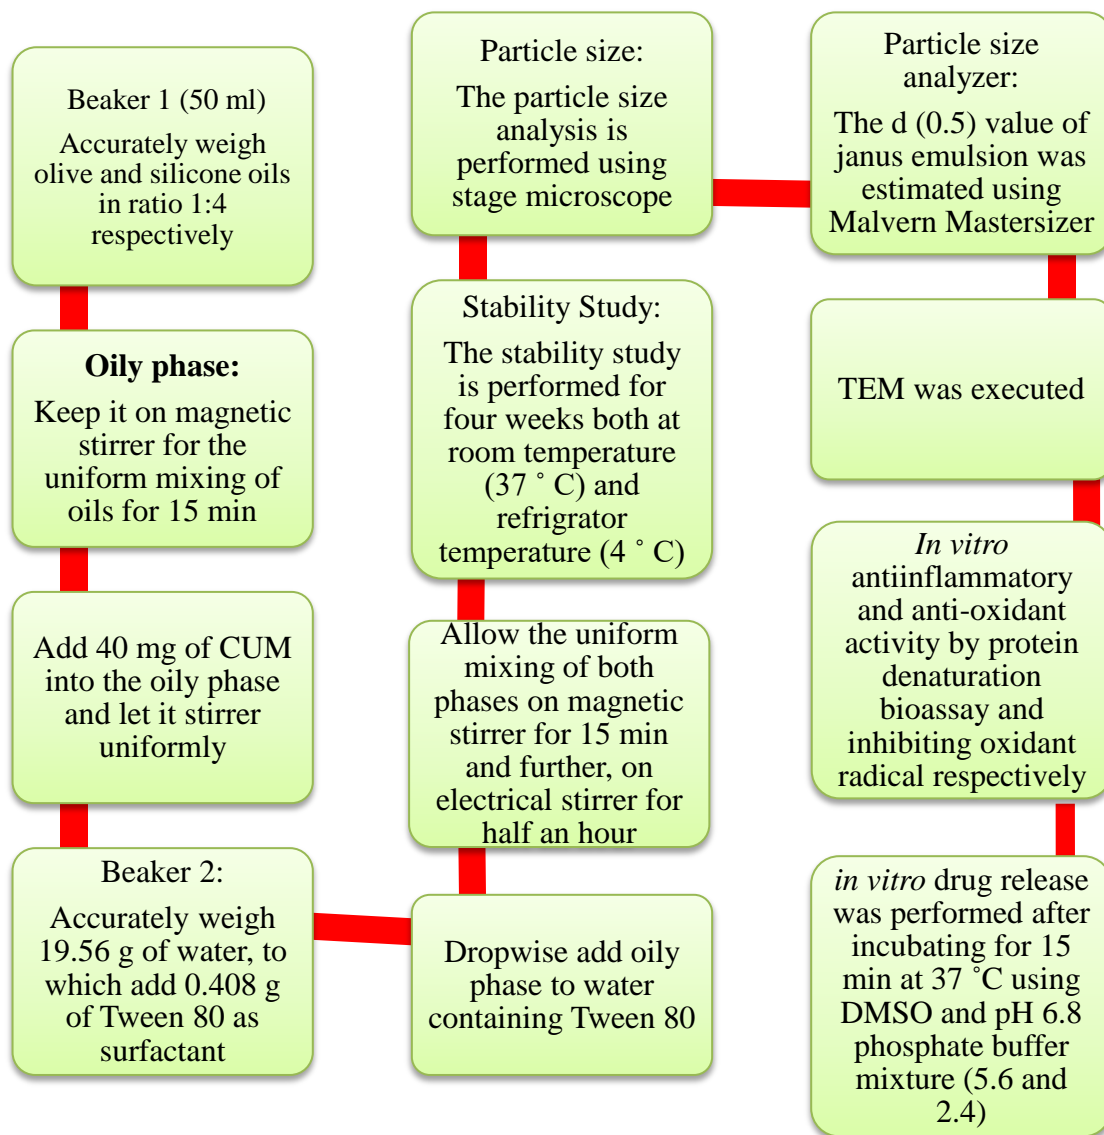 Beaker 1 (50 ml)
Accurately weigh
olive and silicone oils
in ratio 1:4
respectively
Oily phase:
Keep it on magnetic
stirrer for the
uniform mixing of
oils for 15 min
Add 40 mg of CUM
into the oily phase
and let it stirrer
uniformly
Beaker 2:
Accurately weigh
19.56 g of water, to
which add 0.408 g
of Tween 80 as
surfactant
Dropwise add oily
phase to water
containing Tween 80
Allow the uniform
mixing of both
phases on magnetic
stirrer for 15 min
and further, on
electrical stirrer for
half an hour
Stability Study:
The stability study
is performed for
four weeks both at
room temperature
(37 ˚ C) and
refrigrator
temperature (4 ˚ C)
Particle size:
The particle size
analysis is
performed using
stage microscope
Particle size
analyzer:
The d (0.5) value of
janus emulsion was
estimated using
Malvern Mastersizer
TEM was executed
In vitro
antiinflammatory
and anti-oxidant
activity by protein
denaturation
bioassay and
inhibiting oxidant
radical respectively
in vitro drug release
was performed after
incubating for 15
min at 37 ˚C using
DMSO and pH 6.8
phosphate buffer
mixture (5.6 and
2.4)